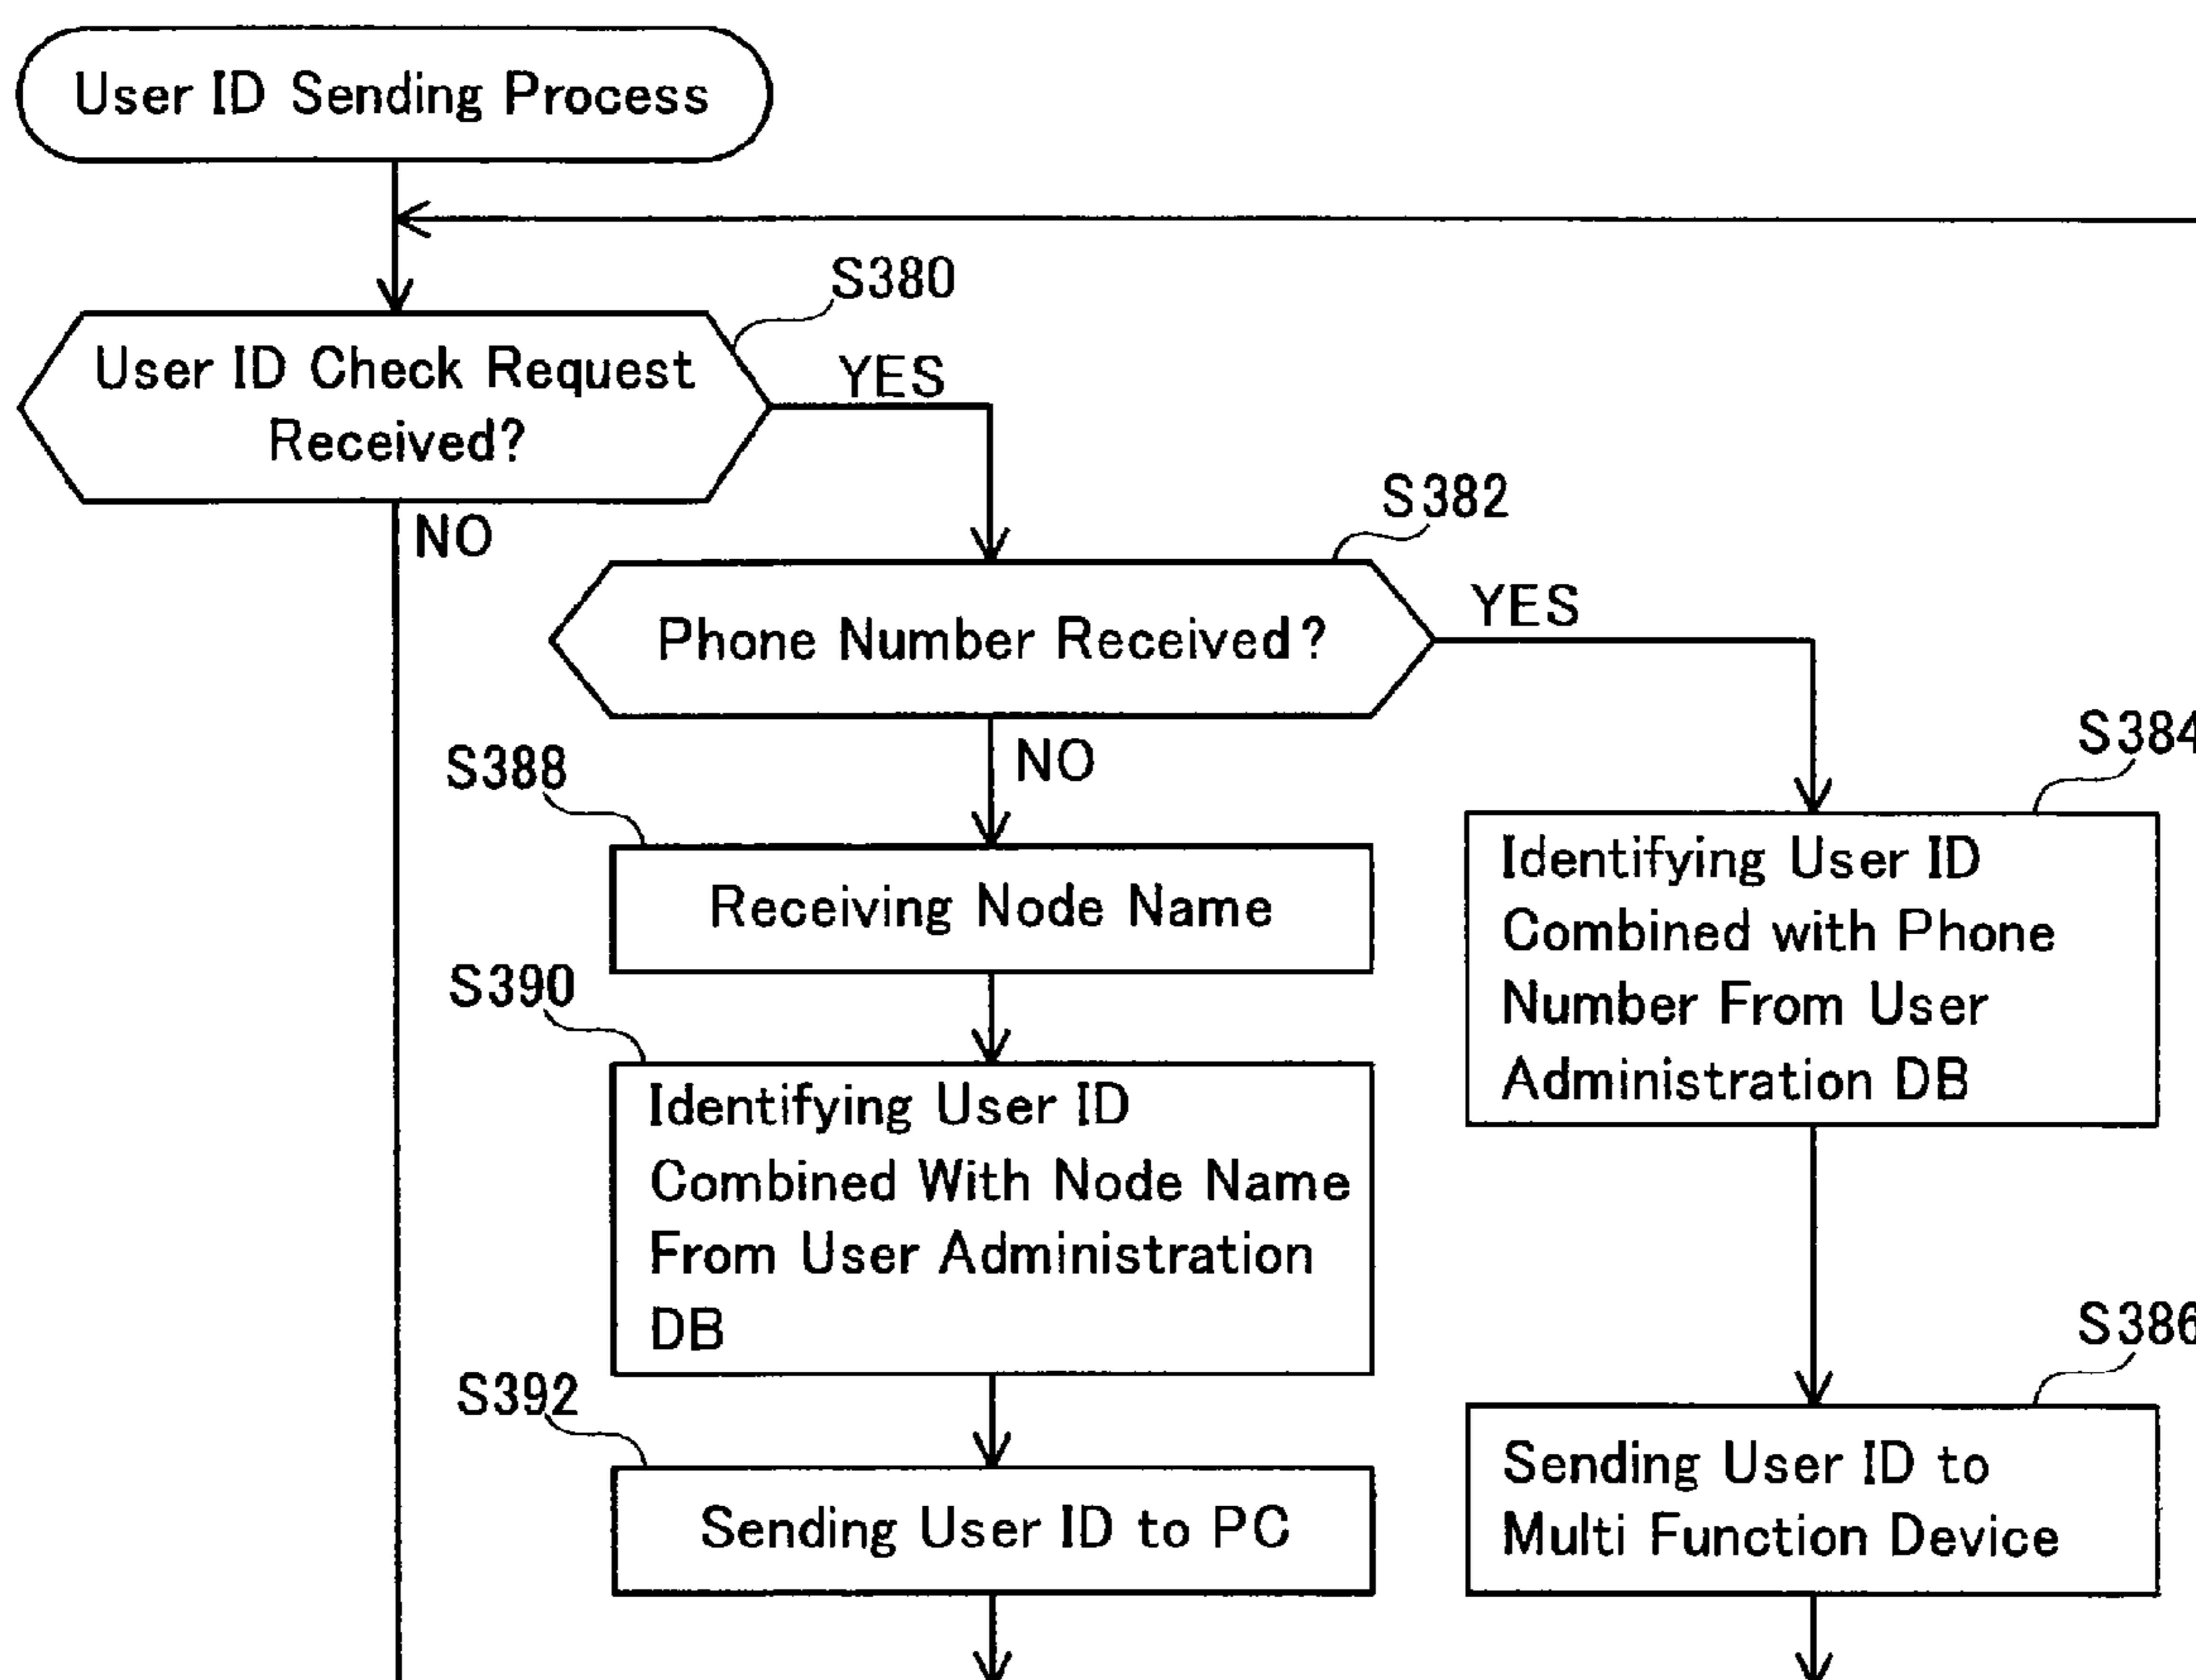 User ID Sending Process
S380
User ID Check Request
Received?
YES
NO
S382
Phone Number Received?
YES
NO
S384
Identifying User ID
Combined with Phone
Number From User
Administration DB
S388
Receiving Node Name
S390
Identifying User ID
Combined With Node Name
From User Administration
DB
S386
Sending User ID to
Multi Function Device
S392
Sending User ID to PC